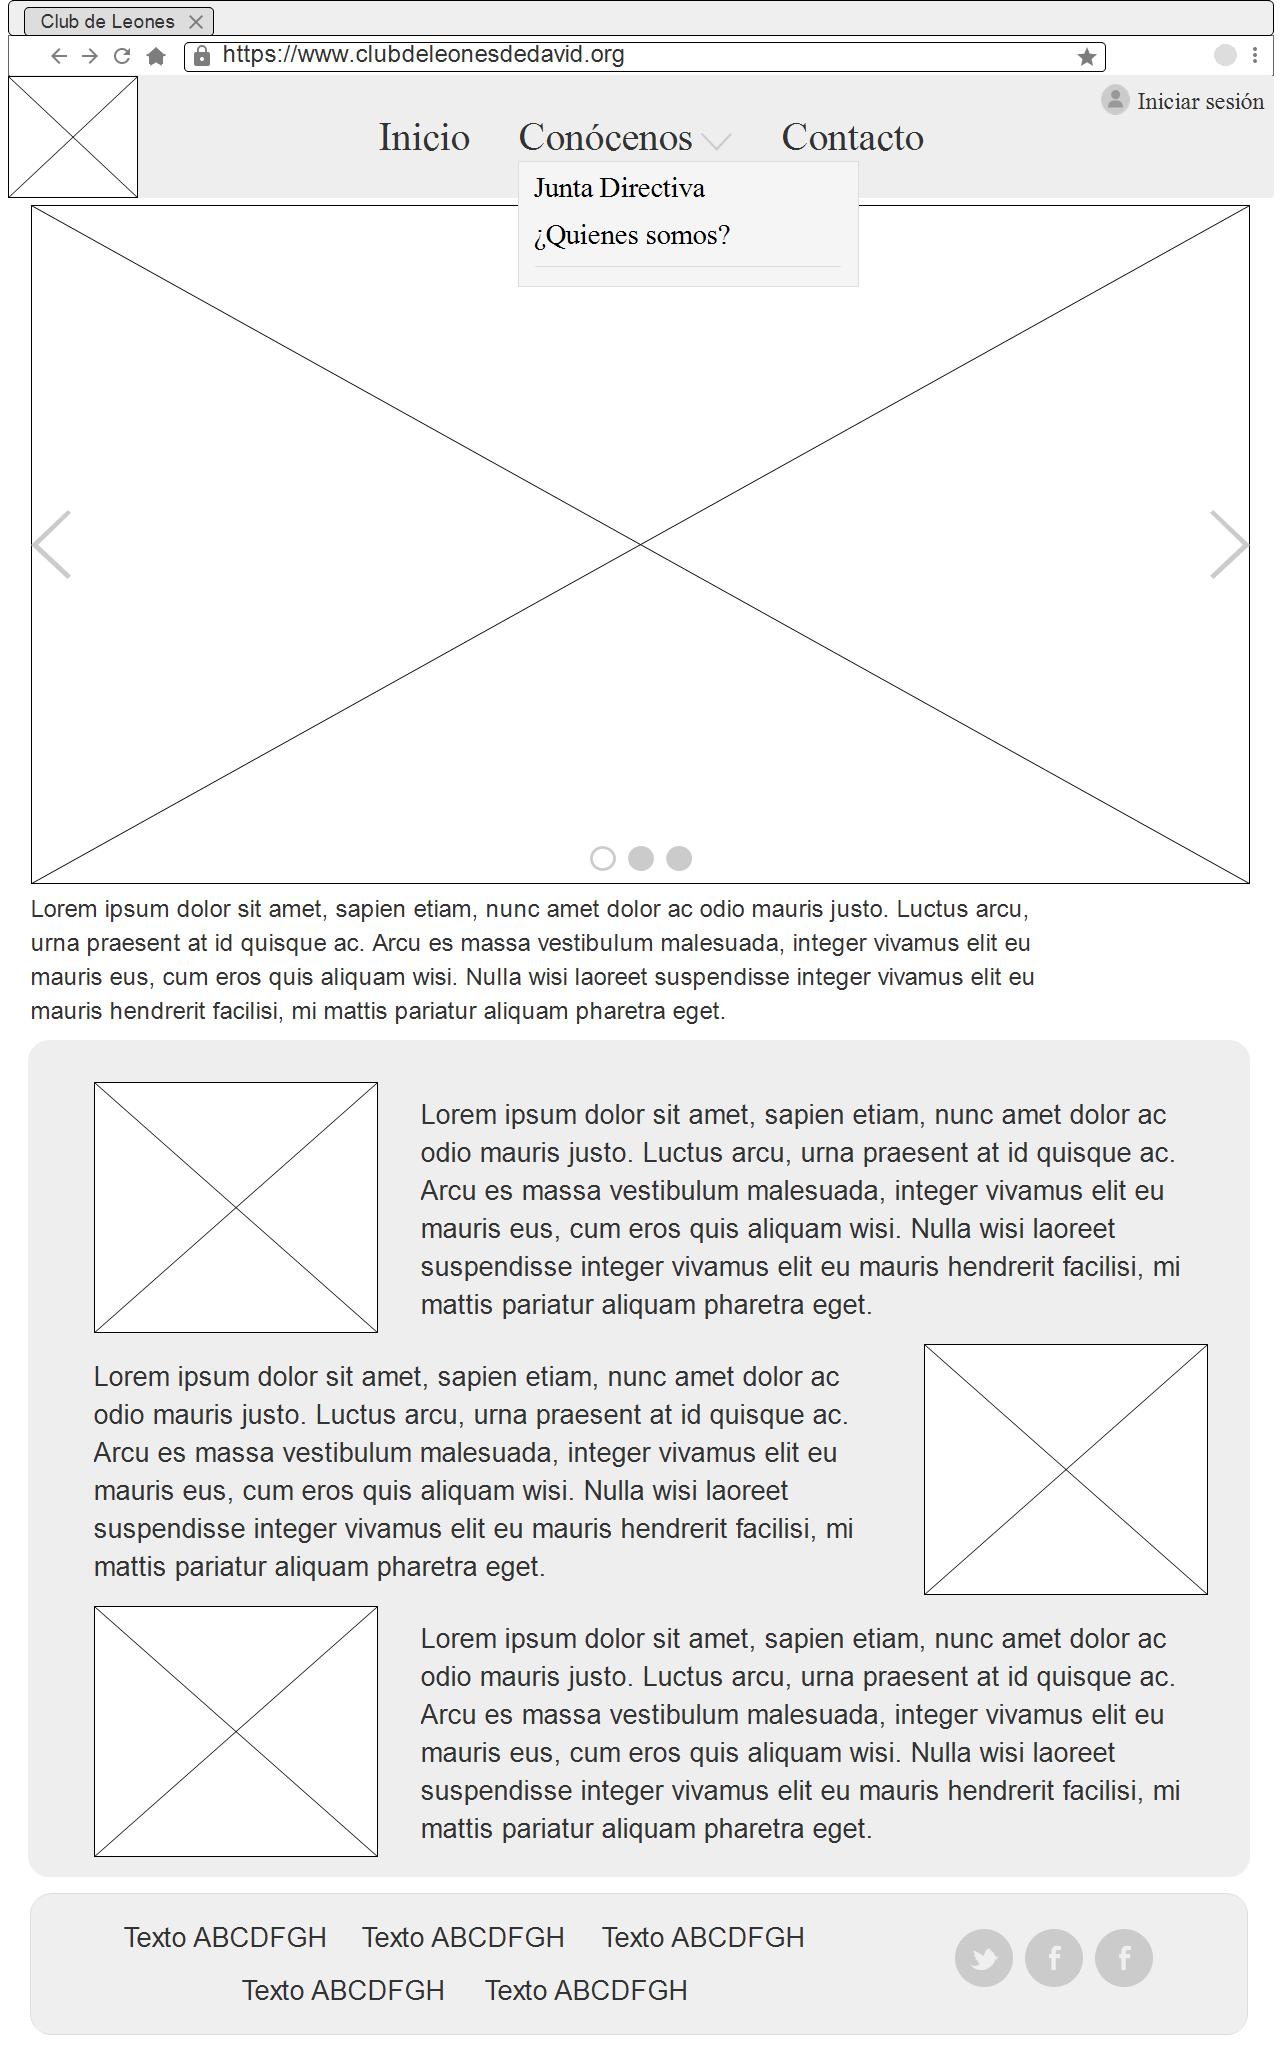 Club de Leones
https://www.clubdeleonesdedavid.org
Iniciar sesión
Inicio
Conócenos
Contacto
Junta Directiva
¿Quienes somos?
Lorem ipsum dolor sit amet, sapien etiam, nunc amet dolor ac odio mauris justo. Luctus arcu,
urna praesent at id quisque ac. Arcu es massa vestibulum malesuada, integer vivamus elit eu
mauris eus, cum eros quis aliquam wisi. Nulla wisi laoreet suspendisse integer vivamus elit eu
mauris hendrerit facilisi, mi mattis pariatur aliquam pharetra eget.
Lorem ipsum dolor sit amet, sapien etiam, nunc amet dolor ac
odio mauris justo. Luctus arcu, urna praesent at id quisque ac.
Arcu es massa vestibulum malesuada, integer vivamus elit eu
mauris eus, cum eros quis aliquam wisi. Nulla wisi laoreet
suspendisse integer vivamus elit eu mauris hendrerit facilisi, mi
mattis pariatur aliquam pharetra eget.
Lorem ipsum dolor sit amet, sapien etiam, nunc amet dolor ac
odio mauris justo. Luctus arcu, urna praesent at id quisque ac.
Arcu es massa vestibulum malesuada, integer vivamus elit eu
mauris eus, cum eros quis aliquam wisi. Nulla wisi laoreet
suspendisse integer vivamus elit eu mauris hendrerit facilisi, mi
mattis pariatur aliquam pharetra eget.
Lorem ipsum dolor sit amet, sapien etiam, nunc amet dolor ac
odio mauris justo. Luctus arcu, urna praesent at id quisque ac.
Arcu es massa vestibulum malesuada, integer vivamus elit eu
mauris eus, cum eros quis aliquam wisi. Nulla wisi laoreet
suspendisse integer vivamus elit eu mauris hendrerit facilisi, mi
mattis pariatur aliquam pharetra eget.
Texto ABCDFGH
Texto ABCDFGH
Texto ABCDFGH
Texto ABCDFGH
Texto ABCDFGH